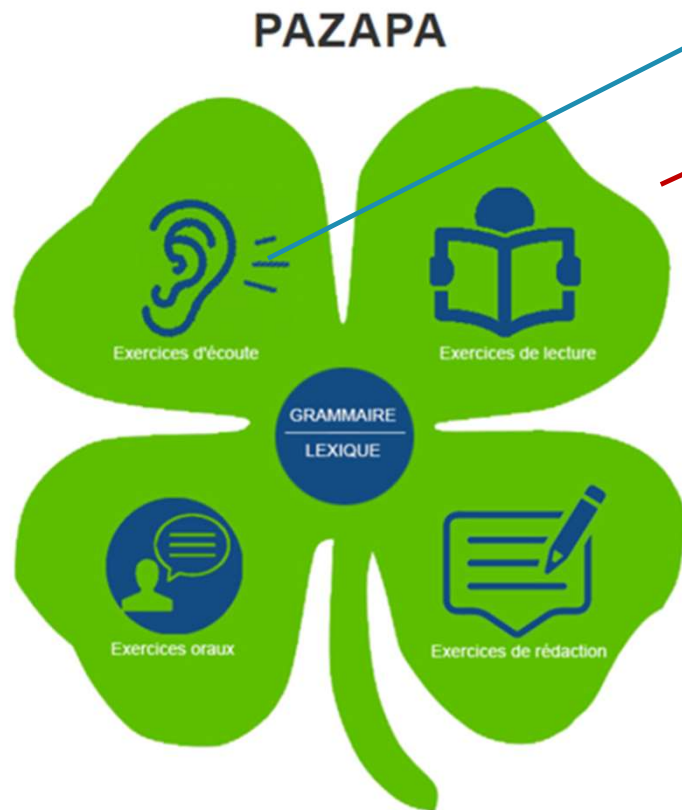 PAZAPA
Exercices d'écoute
Exercices de lecture
GRAMMAIRE
LEXIQUE
Exercices oraux
Exercices de rédaction